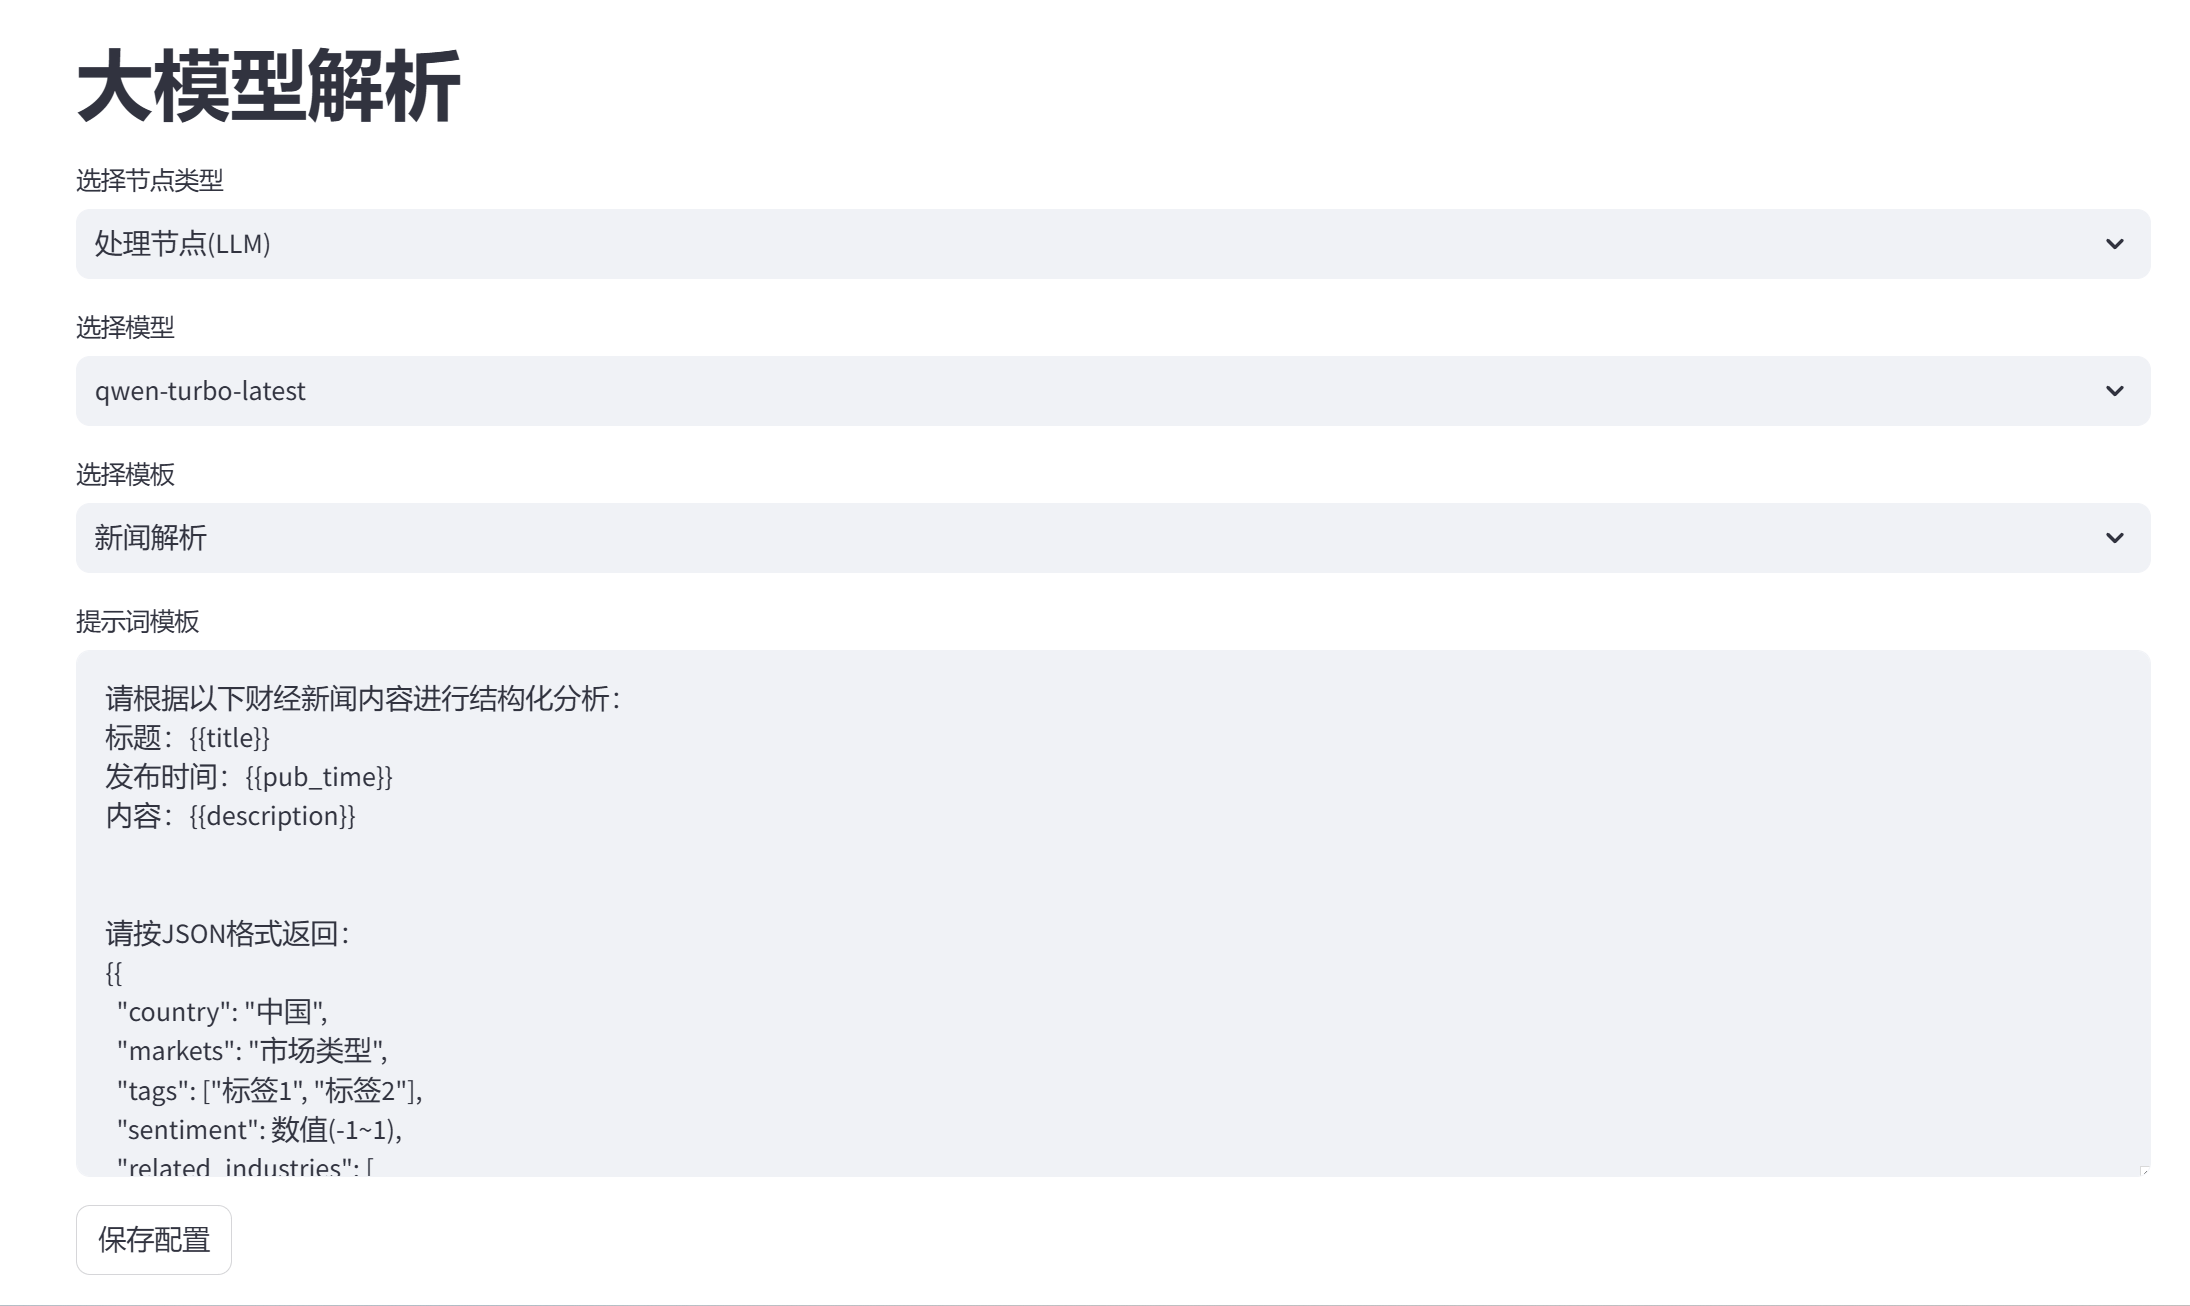 大模型解析
选择节点类型
处理节点(LLM)
选择模型
qwen-turbo-latest
选择模板
新闻解析
提示词模板
请根据以下财经新闻内容进行结构化分析：
标题：{{title}}
发布时间：{{pub_time}}
内容：{{description}}
请按JSON格式返回：
{{
"country": "中国",
"markets": "市场类型",
"tags": ["标签1", "标签2"],
"sentiment": 数值(-1~1),
"related_industries": [
保存配置